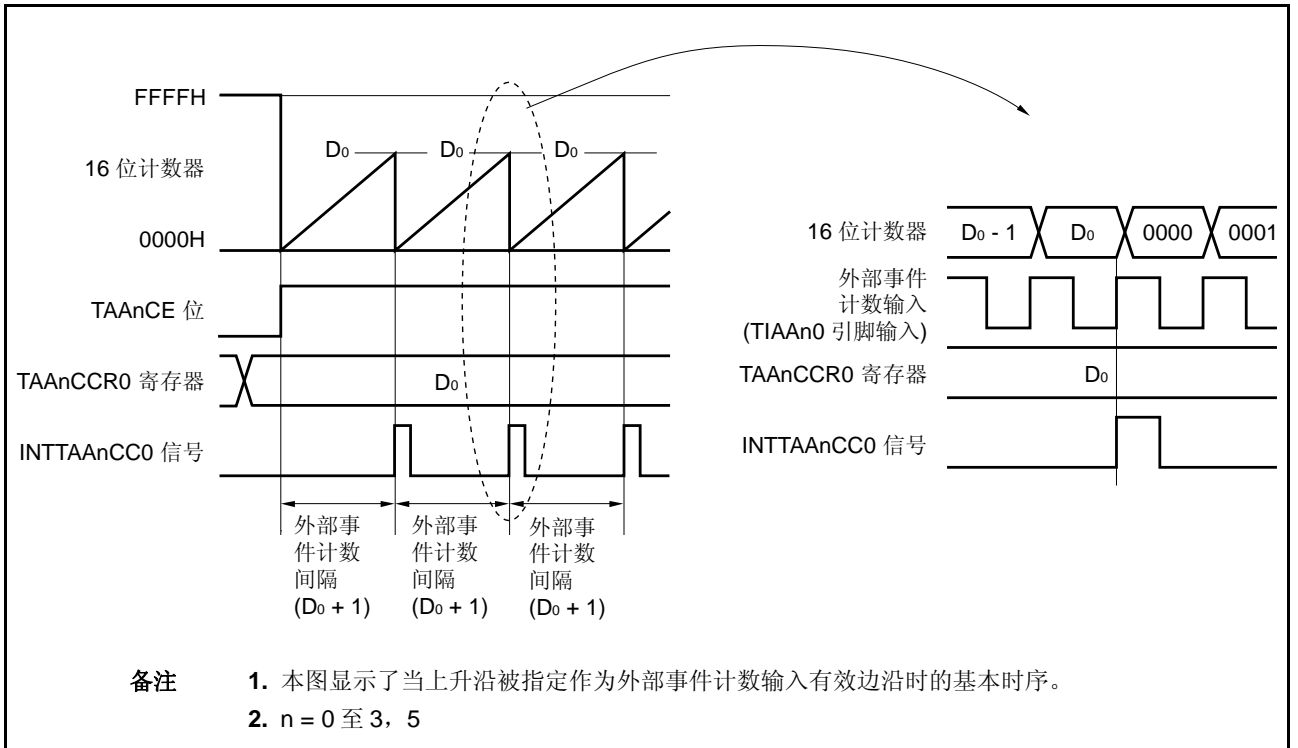 FFFFH
16 位计数器
0000H
D0
D0
D0
TAAnCE 位
TAAnCCR0 寄存器
D0
INTTAAnCC0 信号
外部事
件计数
间隔
(D0 + 1)
外部事
件计数
间隔
(D0 + 1)
外部事
件计数
间隔
(D0 + 1)
16 位计数器
D0 - 1
D0
0000
0001
外部事件
计数输入
(TIAAn0 引脚输入)
TAAnCCR0 寄存器
D0
INTTAAnCC0 信号
备注 1. 本图显示了当上升沿被指定作为外部事件计数输入有效边沿时的基本时序。
2. n = 0 至 3，5